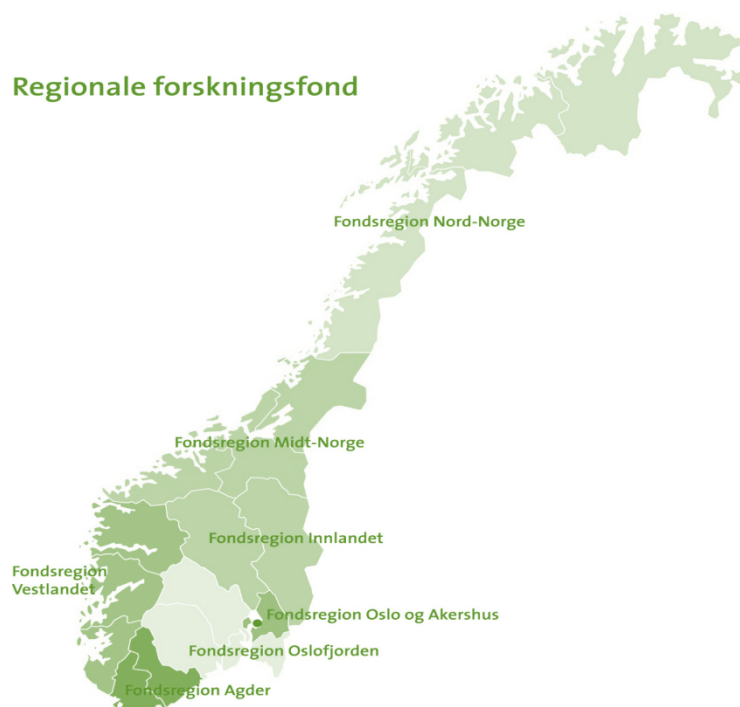 Regionale forskningsfond
Fondsregion Nord-Norge
Fondsregion Midt-Norge
Fondsregion Innlandet
Fondsregion
Vestlandet
Fondsregion Oslo og Akershus
Fondsregion Oslofjorden
Fondsregion Agder